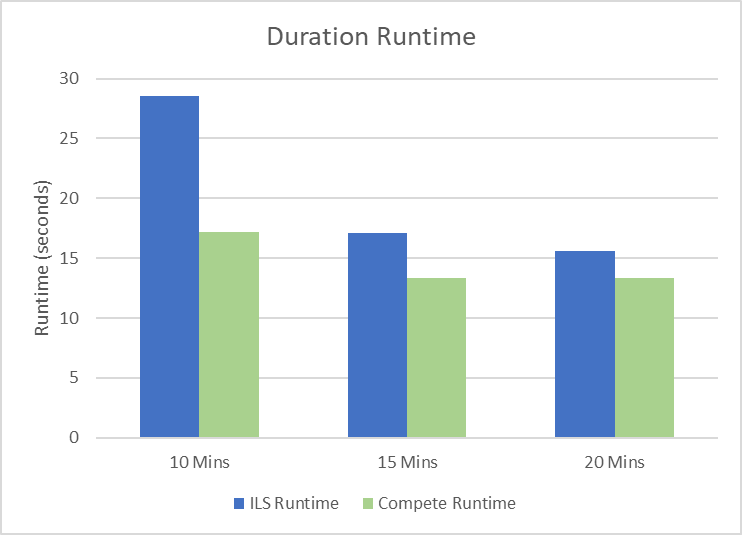 Duration Runtime
30
25
20
15
10
5
0
Runtime (seconds)
10 Mins 15 Mins 20 Mins
ILS Runtime Compete Runtime